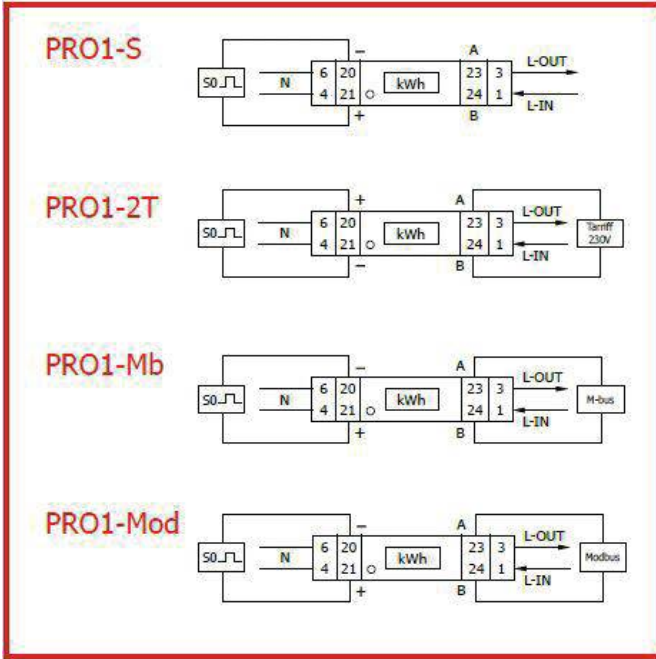 PRO1-S
− A
L-OUT
S0 N 6 20 kWh 23 3
4 21 24 1
L-IN
+ B
PRO1-2T
+ A
L-OUT
S0 N 6 20 kWh 23 3 Tarriff
4 21 24 1 230V
L-IN
− B
PRO1-Mb
− A
L-OUT
S0 N 6 20 kWh 23 3 M-bus
4 21 24 1
L-IN
+ B
PRO1-Mod
− A
L-OUT
S0 N 6 20 kWh 23 3 Modbus
4 21 24 1
L-IN
+ B